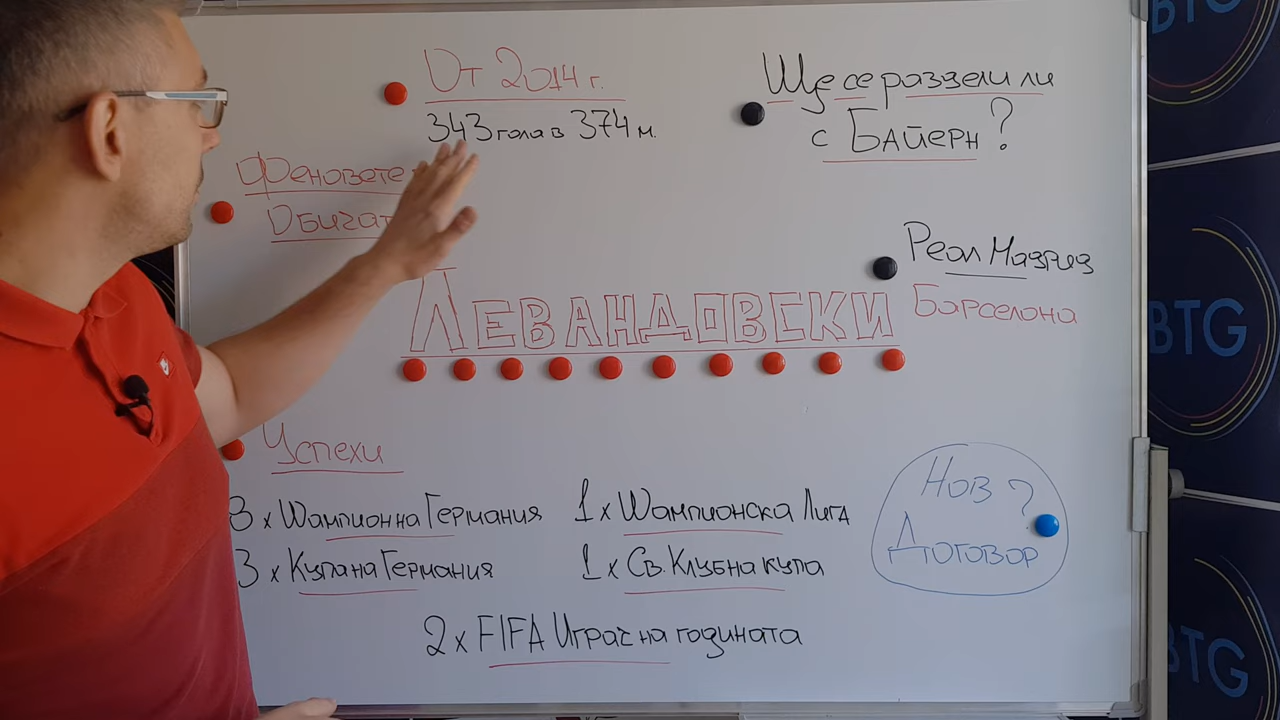 От 2014 г.
343 гола в 374 м.
Ще се раздели ли
с Байерн?
Феновете
Обичат
Реал Мадрид
Барселона
ЛЕВАНДОВСКИ
Успехи
8 x Шампион на Германия
3 x Купа на Германия
1 x Шампионска Лига
1 x Св. Клубна купа
2 x FIFA Играч на годината
Нов ?
Договор
BTG
BTG
BTG